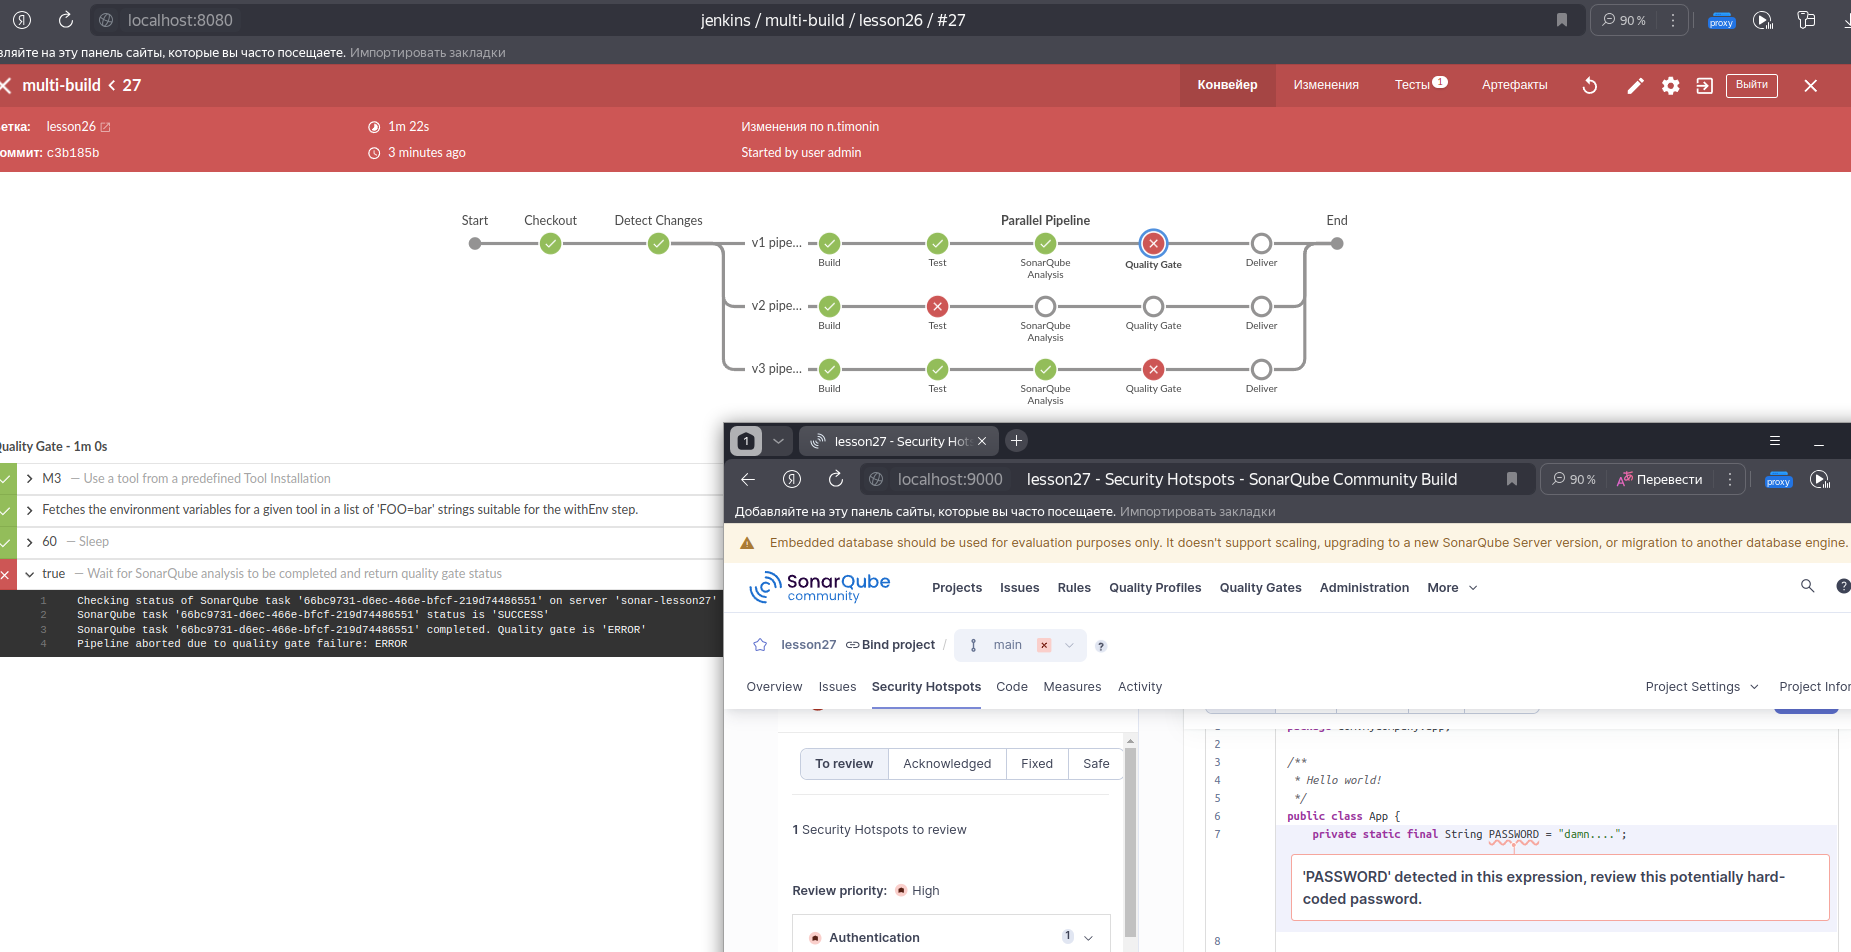 localhost:8080
jenkins / multi-build / lesson26 / #27
90 %
proxy
вляйте на эту панель сайты, которые вы часто посещаете. Импортировать закладки
multi-build < 27
Конвейер
Изменения
Тесты 1
Артефакты
Выйти
етка: lesson26
1m 22s
Изменения по n.timonin
оммит: c3b185b
3 minutes ago
Started by user admin
Start
Checkout
Detect Changes
Parallel Pipeline
End
v1 pipe...
Build
Test
SonarQube
Analysis
Quality Gate
Deliver
v2 pipe...
Build
Test
SonarQube
Analysis
Quality Gate
Deliver
v3 pipe...
Build
Test
SonarQube
Analysis
Quality Gate
Deliver
uality Gate - 1m 0s
M3 — Use a tool from a predefined Tool Installation
Fetches the environment variables for a given tool in a list of 'FOO=bar' strings suitable for the withEnv step.
60 — Sleep
true — Wait for SonarQube analysis to be completed and return quality gate status
1 Checking status of SonarQube task '66bc9731-d6ec-466e-bfcf-219d74486551' on server 'sonar-lesson27'
2 SonarQube task '66bc9731-d6ec-466e-bfcf-219d74486551' status is 'SUCCESS'
3 SonarQube task '66bc9731-d6ec-466e-bfcf-219d74486551' completed. Quality gate is 'ERROR'
4 Pipeline aborted due to quality gate failure: ERROR
1
lesson27 - Security Hot
localhost:9000
lesson27 - Security Hotspots - SonarQube Community Build
90 %
Перевести
proxy
Добавляйте на эту панель сайты, которые вы часто посещаете. Импортировать закладки
Embedded database should be used for evaluation purposes only. It doesn't support scaling, upgrading to a new SonarQube Server version, or migration to another database engine.
SonarQube
community
Projects
Issues
Rules
Quality Profiles
Quality Gates
Administration
More
?
lesson27
Bind project /
main
?
Overview
Issues
Security Hotspots
Code
Measures
Activity
Project Settings
Project Infor
To review
Acknowledged
Fixed
Safe
1 Security Hotspots to review
Review priority: High
Authentication 1
2
3 /**
4 * Hello world!
5 */
6 public class App {
7 private static final String PASSWORD = "damn....";
'PASSWORD' detected in this expression, review this potentially hard-
coded password.
8